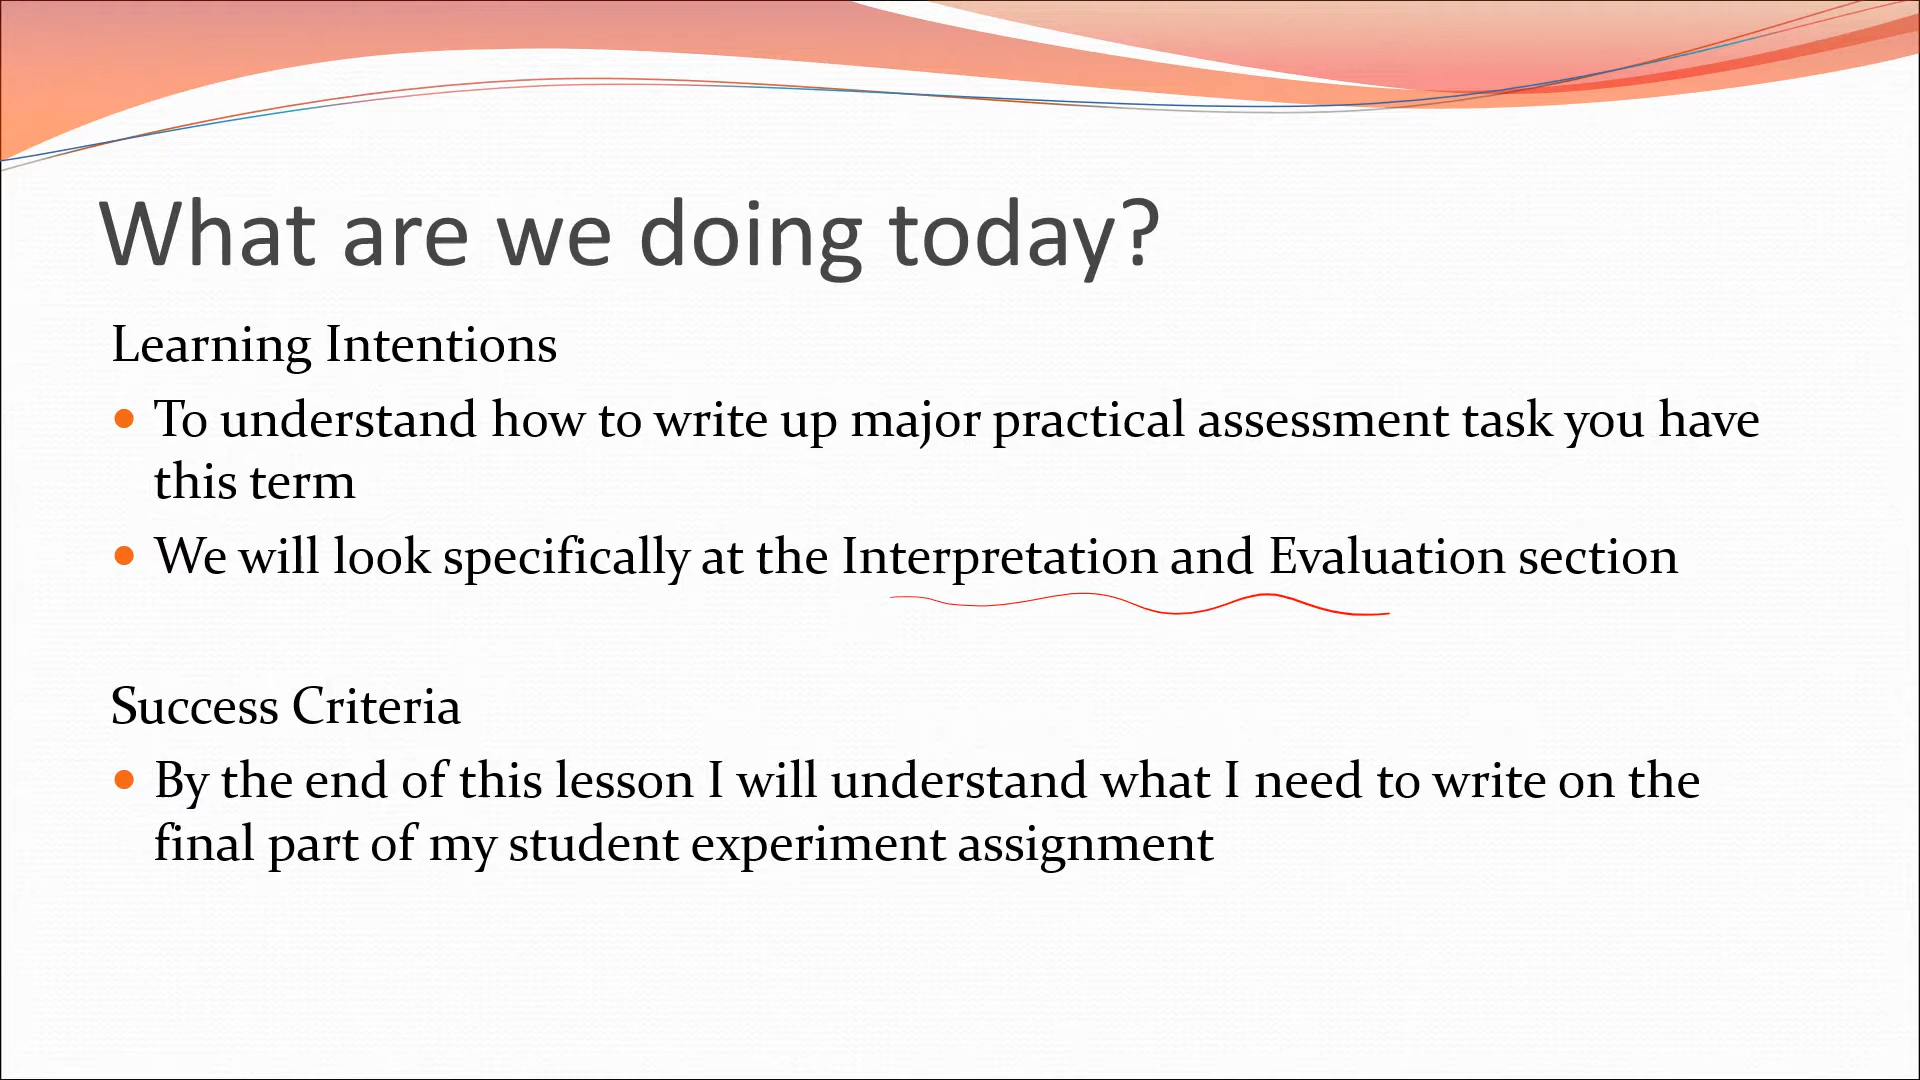 What are we doing today?
Learning Intentions
• To understand how to write up major practical assessment task you have
this term
• We will look specifically at the Interpretation and Evaluation section
Success Criteria
• By the end of this lesson I will understand what I need to write on the
final part of my student experiment assignment